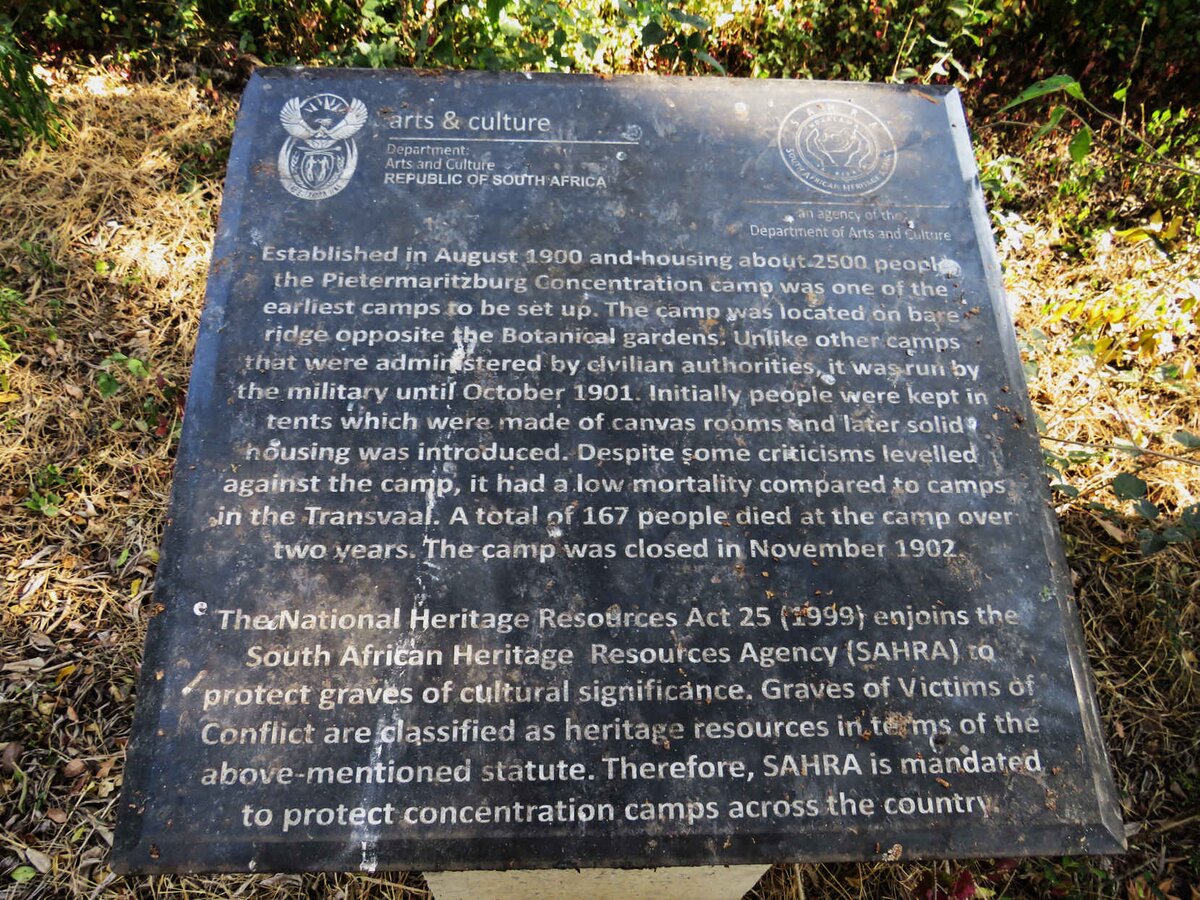 arts & culture
Department:
Arts and Culture
REPUBLIC OF SOUTH AFRICA
SAHRA
SOUTH AFRICAN HERITAGE
an agency of the
Department of Arts and Culture
Established in August 1900 and housing about 2500 people
the Pietermaritzburg Concentration camp was one of the
earliest camps to be set up. The camp was located on bare
ridge opposite the Botanical gardens. Unlike other camps
that were administered by civilian authorities, it was run by
the military until October 1901. Initially people were kept in
tents which were made of canvas rooms and later solid
housing was introduced. Despite some criticisms levelled
against the camp, it had a low mortality compared to camps
in the Transvaal. A total of 167 people died at the camp over
two years. The camp was closed in November 1902.
The National Heritage Resources Act 25 (1999) enjoins the
South African Heritage Resources Agency (SAHRA) to
protect graves of cultural significance. Graves of Victims of
Conflict are classified as heritage resources in terms of the
above-mentioned statute. Therefore, SAHRA is mandated
to protect concentration camps across the country.